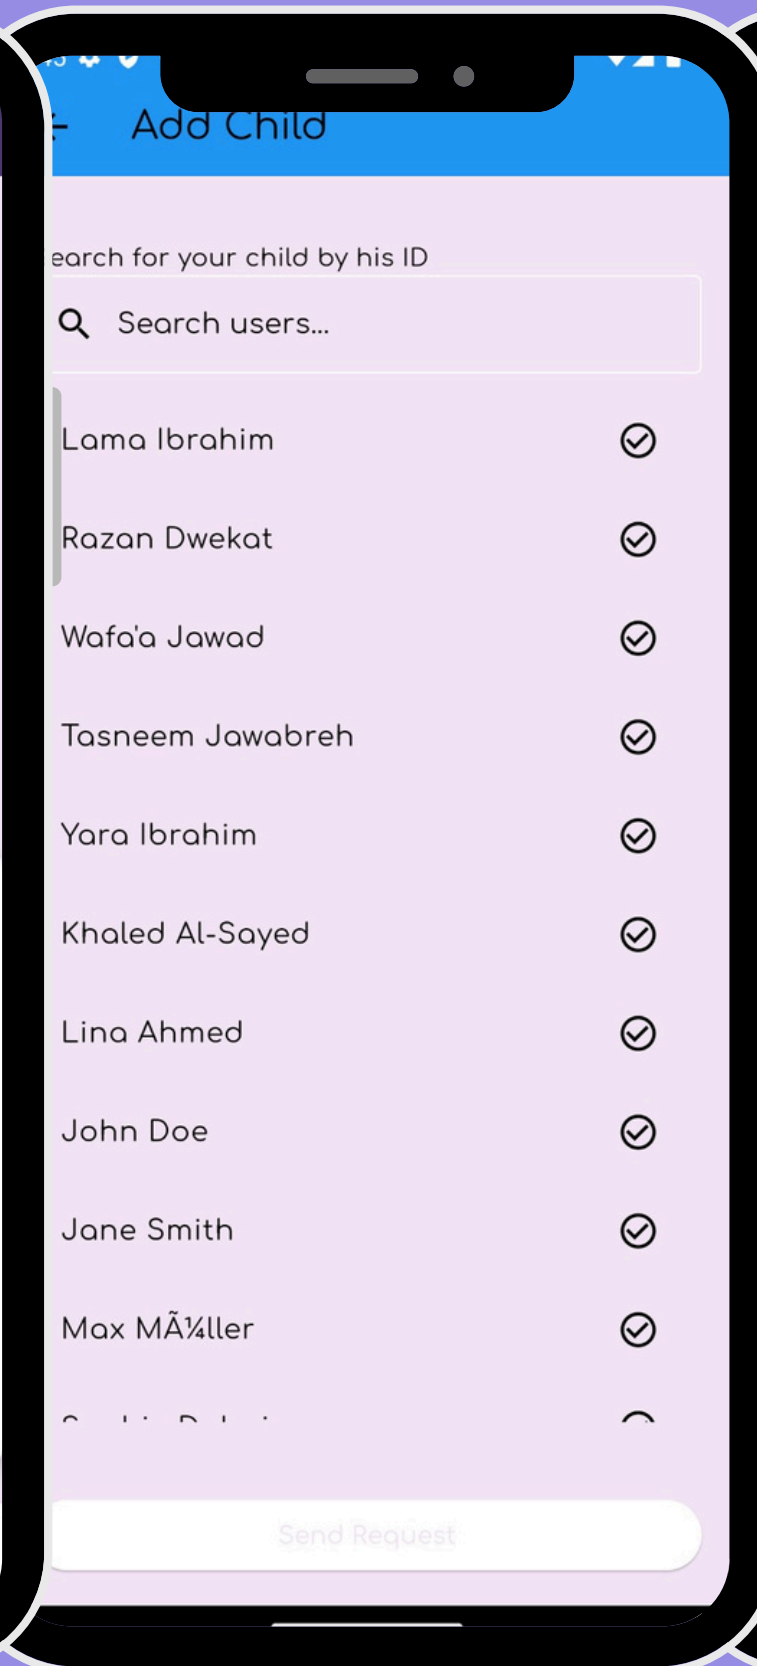 Add Child
earch for your child by his ID
Search users...
Lama Ibrahim
Razan Dwekat
Wafa'a Jawad
Tasneem Jawabreh
Yara Ibrahim
Khaled Al-Sayed
Lina Ahmed
John Doe
Jane Smith
Max MÃ¼ller
Send Request